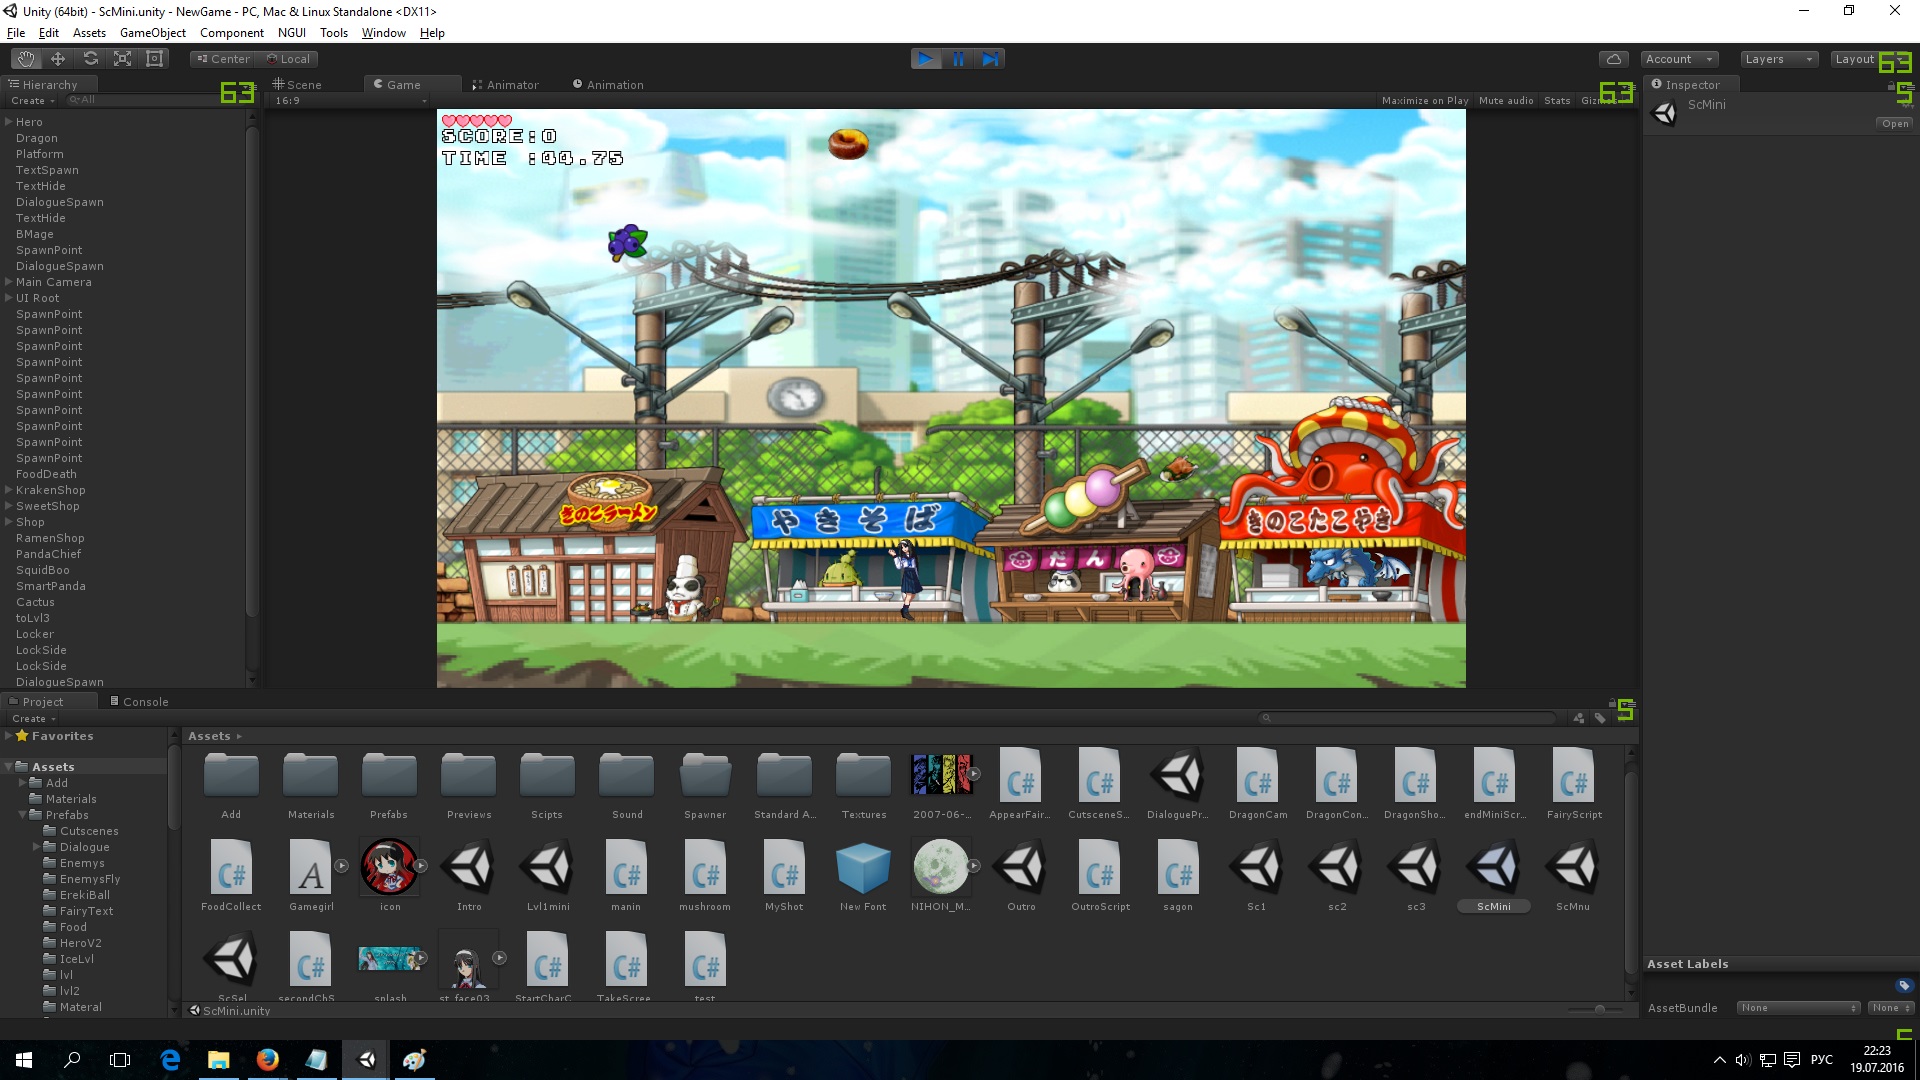 Unity (64bit) - ScMini.unity - NewGame - PC, Mac & Linux Standalone <DX11>
File Edit Assets GameObject Component NGUI Tools Window Help
Center Local
Account Layers Layout
63
Hierarchy
63
Scene Game Animator Animation
63
Inspector
5
Create All
16:9
Maximize on Play Mute audio Stats
ScMini
Open
Hero
Dragon
Platform
TextSpawn
TextHide
DialogueSpawn
TextHide
BMage
SpawnPoint
DialogueSpawn
Main Camera
UI Root
SpawnPoint
SpawnPoint
SpawnPoint
SpawnPoint
SpawnPoint
SpawnPoint
SpawnPoint
SpawnPoint
SpawnPoint
SpawnPoint
FoodDeath
KrakenShop
SweetShop
Shop
RamenShop
PandaChief
SquidBoo
SmartPanda
Cactus
toLvl3
Locker
LockSide
LockSide
DialogueSpawn
SCORE:0
TIME :44.75
きのこラーメン
やきそば
だん
きのこたこやき
Project Console
5
Create
Favorites
Assets
Add
Materials
Prefabs
Cutscenes
Dialogue
Enemys
EnemysFly
ErekiBall
FairyText
Food
HeroV2
IceLvl
lvl
lvl2
Materal
Assets
Add Materials Prefabs Previews Scipts Sound Spawner Standard A... Textures 2007-06-... AppearFair... CutsceneS... DialoguePr... DragonCam DragonCon... DragonSho... endMiniScr... FairyScript
FoodCollect Gamegirl icon Intro Lvl1mini manin mushroom MyShot New Font NIHON_M... Outro OutroScript sagon Sc1 sc2 sc3 ScMini ScMnu
ScSel secondChS splash st_face03 StartCharC TakeScree test
ScMini.unity
Asset Labels
AssetBundle None None
РУС
22:23
19.07.2016